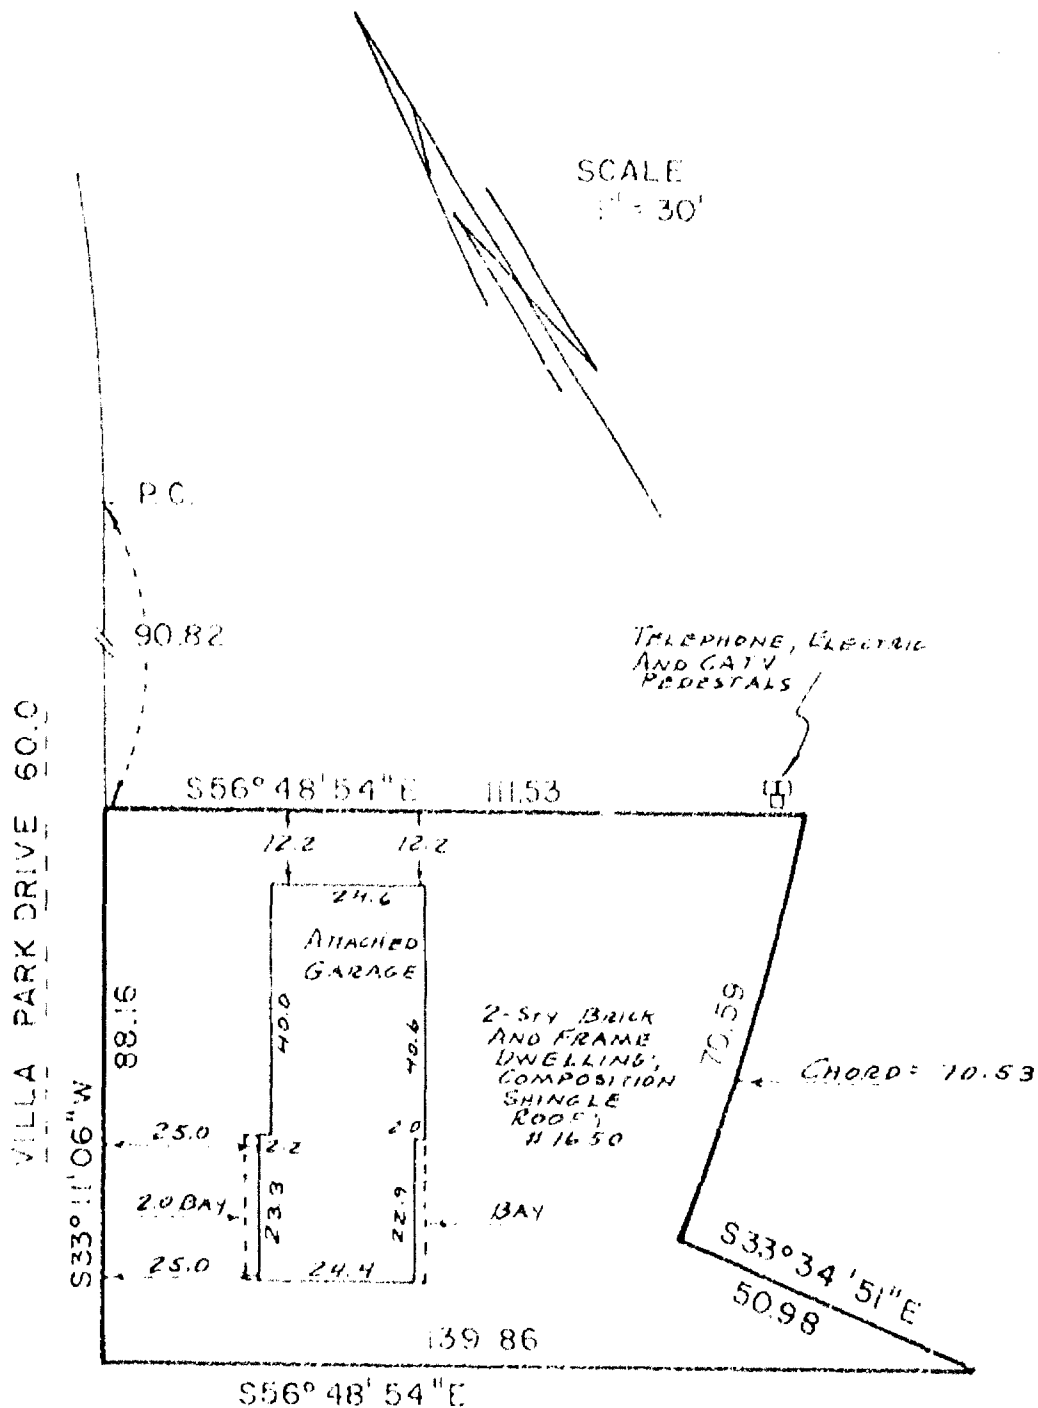 SCALE
1" = 30'
P.C.
90.82
TELEPHONE, ELECTRIC
AND CATV
PEDESTALS
VILLA PARK DRIVE 60.0
S56°48'54"E 111.53
12.2 12.2
24.6
ATTACHED
GARAGE
88.16
40.0
40.6
2-STY BRICK
AND FRAME
DWELLING;
COMPOSITION
SHINGLE
ROOF;
#1650
70.59
CHORD= 70.53
S33°11'06"W
25.0
2.2
2.0
2.0 BAY
23.3
22.9
BAY
25.0
24.4
S33°34'51"E
50.98
139.86
S56°48'54"E